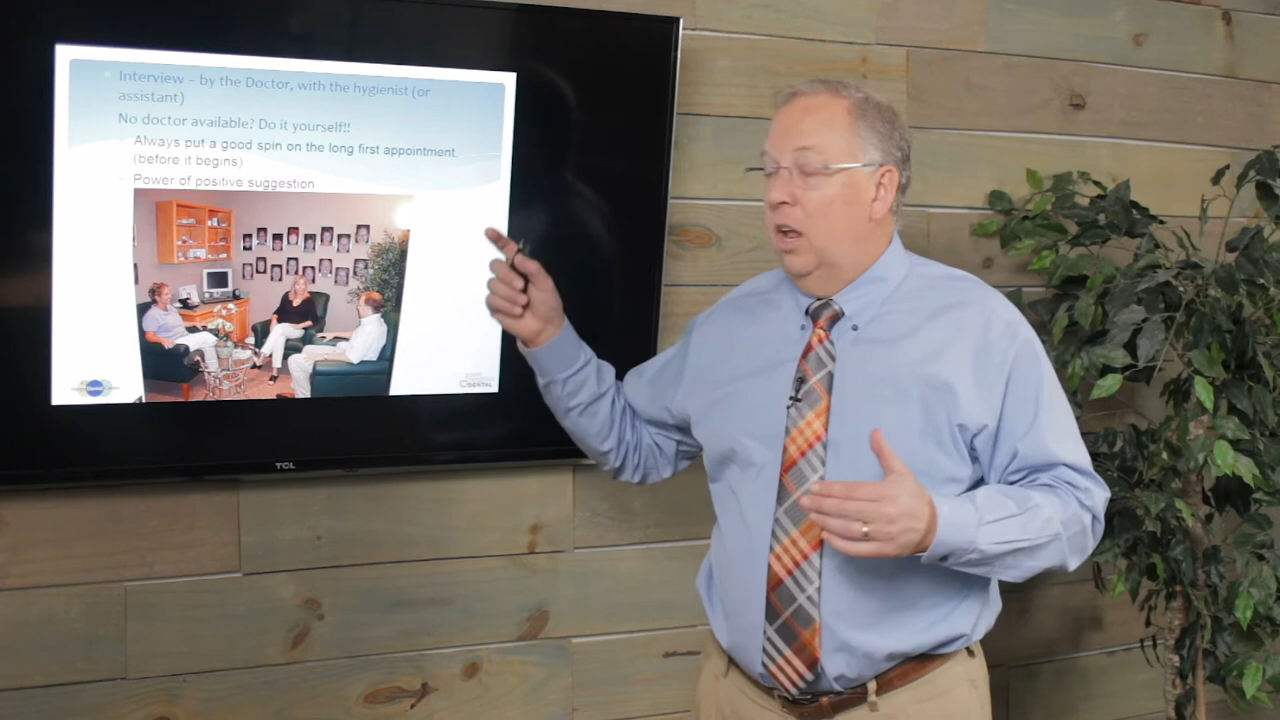 Interview – by the Doctor, with the hygienist (or
assistant)
No doctor available? Do it yourself!!
Always put a good spin on the long first appointment.
(before it begins)
Power of positive suggestion
DENTAL
TCL